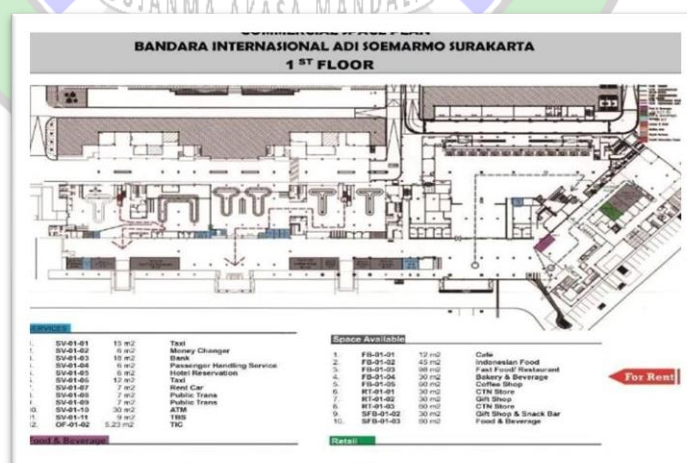 SUJANMA AKASA MANDALA
COMMERCIAL SPACE PLAN
BANDARA INTERNASIONAL ADI SOEMARMO SURAKARTA
1 ST FLOOR
SERVICES
SV-01-01 15 m2 Taxi
SV-01-02 6 m2 Money Changer
SV-01-03 18 m2 Bank
SV-01-04 6 m2 Passenger Handling Service
SV-01-05 6 m2 Hotel Reservation
SV-01-06 12 m2 Taxi
SV-01-07 7 m2 Rent Car
SV-01-08 7 m2 Public Trans
SV-01-09 7 m2 Public Trans
SV-01-10 30 m2 ATM
SV-01-11 9 m2
OF-01-02 5.23 m2 TIC
Food & Beverage
Space Available
1. FB-01-01 12 m2 Café
2. FB-01-02 45 m2 Indonesian Food
3. FB-01-03 98 m2 Fast Food/ Restaurant
4. FB-01-04 30 m2 Bakery & Beverage
5. FB-01-05 60 m2 Coffee Shop
6. RT-01-01 30 m2 CTN Store
7. RT-01-02 30 m2 Gift Shop
8. RT-01-03 60 m2 CTN Store
9. SFB-01-02 30 m2 Gift Shop & Snack Bar
10. SFB-01-03 60 m2 Food & Beverage
Retail
For Rent